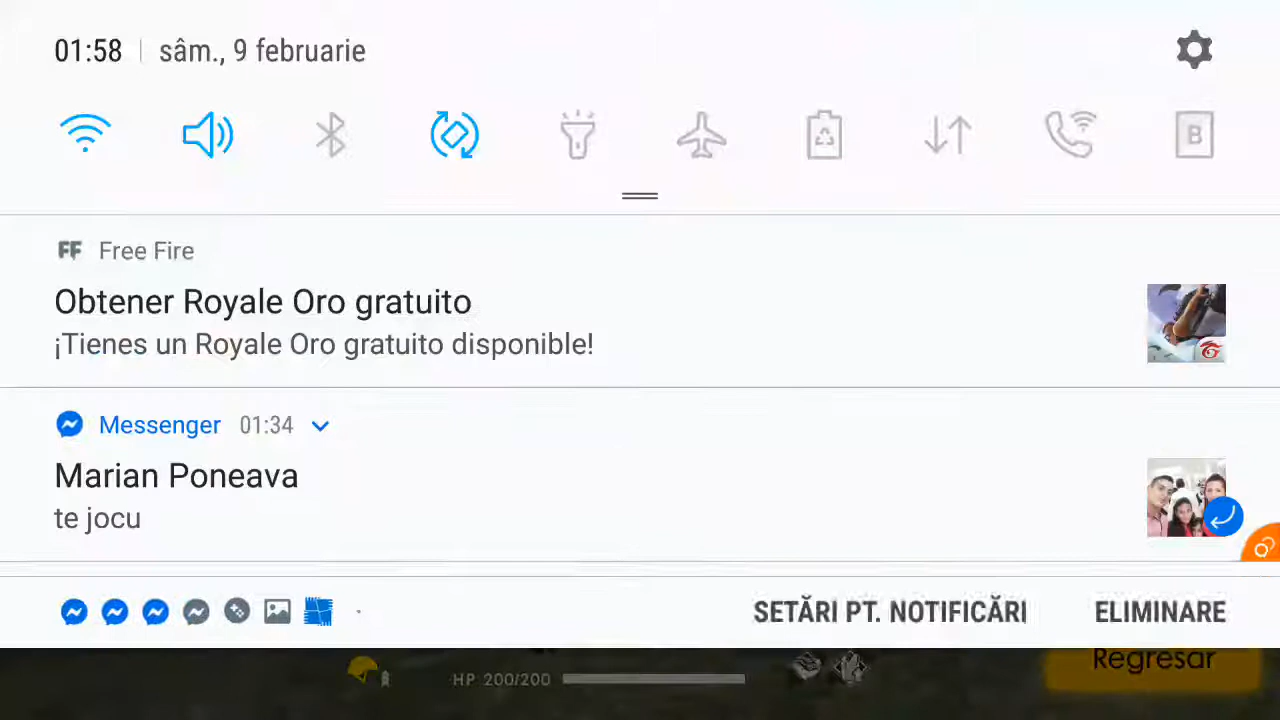 01:58 sâm., 9 februarie
B
FF Free Fire
Obtener Royale Oro gratuito
¡Tienes un Royale Oro gratuito disponible!
Messenger 01:34
Marian Poneava
te jocu
SETĂRI PT. NOTIFICĂRI ELIMINARE
HP 200/200
Regresar